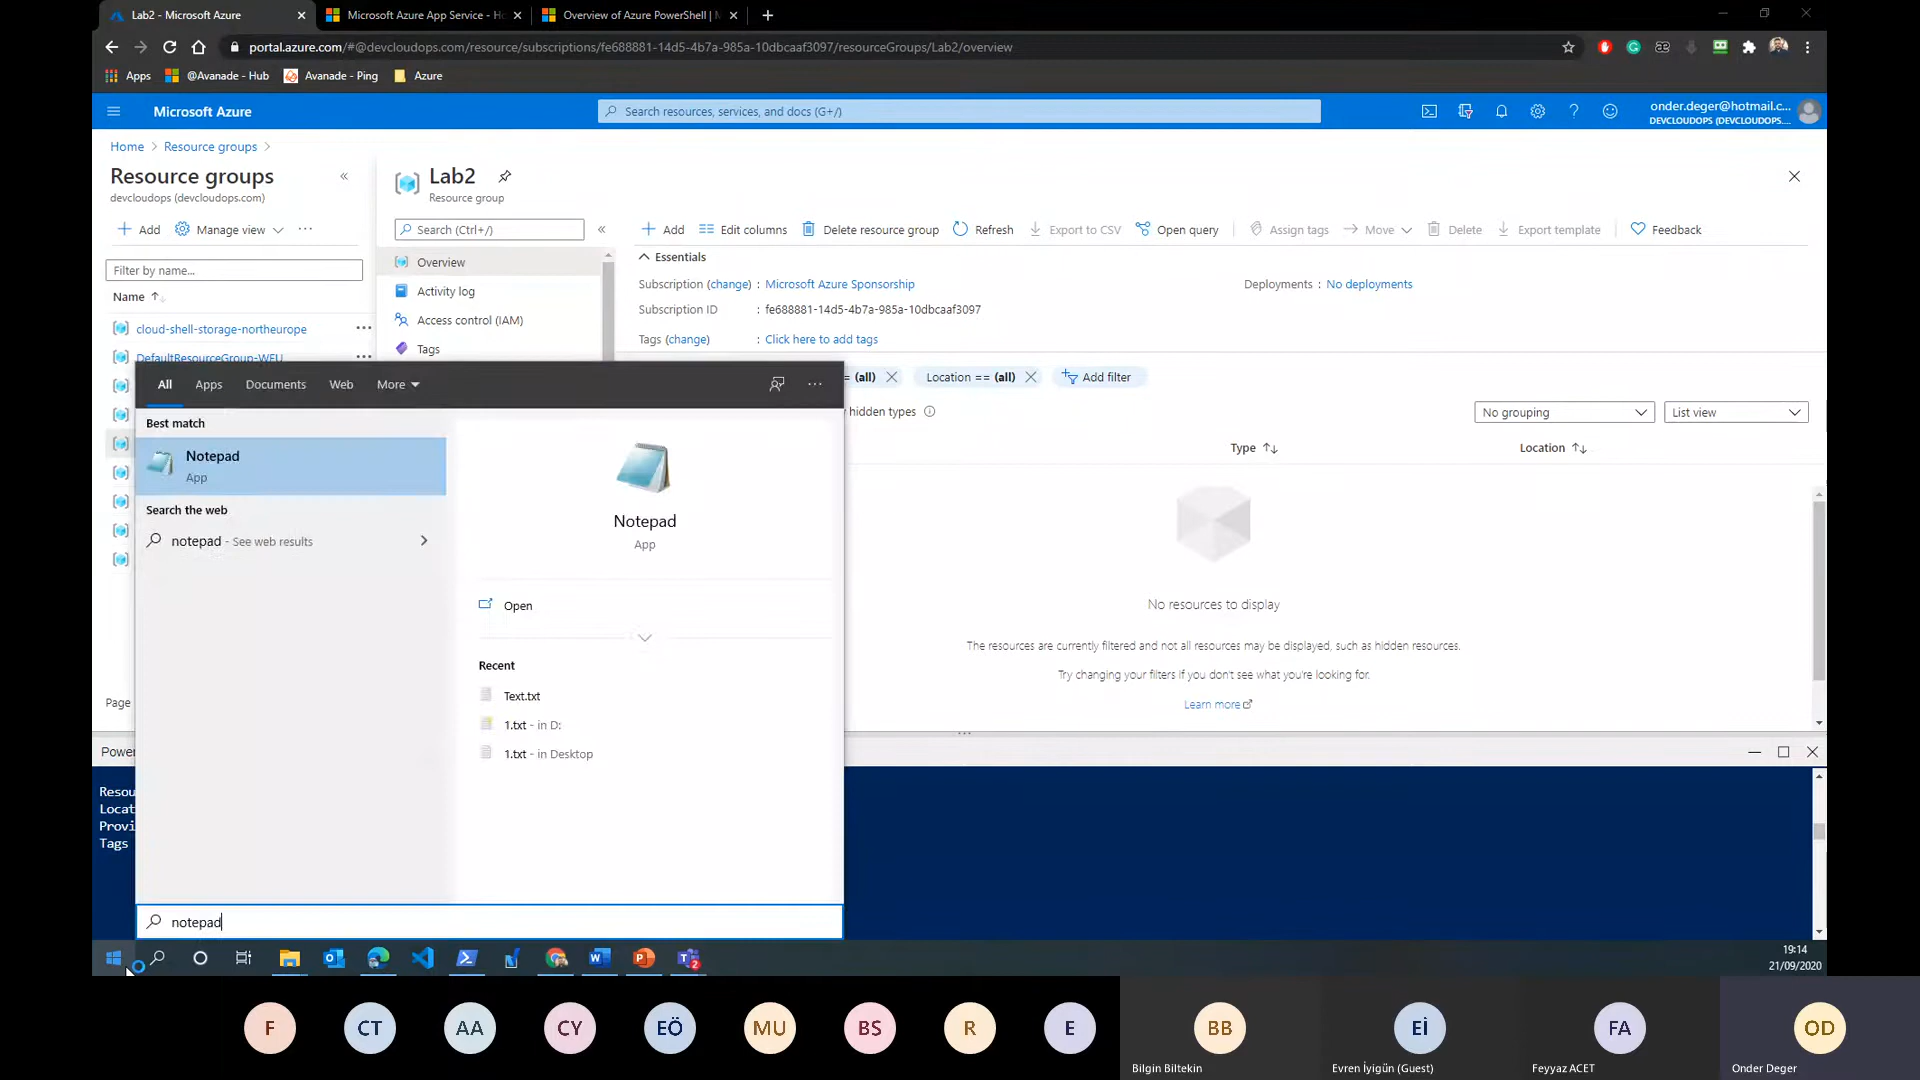 Lab2 - Microsoft Azure
Microsoft Azure App Service - Ho
Overview of Azure PowerShell | M
portal.azure.com/#@devcloudops.com/resource/subscriptions/fe688881-14d5-4b7a-985a-10dbcaaf3097/resourceGroups/Lab2/overview
Apps
@Avanade - Hub
Avanade - Ping
Azure
Microsoft Azure
Search resources, services, and docs (G+/)
onder.deger@hotmail.c...
DEVCLOUDOPS (DEVCLOUDOPS....
Home > Resource groups >
Resource groups
devcloudops (devcloudops.com)
Add
Manage view
Filter by name...
Name
cloud-shell-storage-northeurope
DefaultResourceGroup-WEU
Page
Lab2
Resource group
Search (Ctrl+/)
Overview
Activity log
Access control (IAM)
Tags
Add
Edit columns
Delete resource group
Refresh
Export to CSV
Open query
Assign tags
Move
Delete
Export template
Feedback
Essentials
Subscription (change) : Microsoft Azure Sponsorship
Deployments : No deployments
Subscription ID : fe688881-14d5-4b7a-985a-10dbcaaf3097
Tags (change) : Click here to add tags
== (all)
Location == (all)
Add filter
hidden types
No grouping
List view
Type
Location
No resources to display
The resources are currently filtered and not all resources may be displayed, such as hidden resources.
Try changing your filters if you don't see what you're looking for.
Learn more
All
Apps
Documents
Web
More
Best match
Notepad
App
Search the web
notepad - See web results
Notepad
App
Open
Recent
Text.txt
1.txt - in D:
1.txt - in Desktop
notepad
Power
Resou
Locat
Provi
Tags
19:14
21/09/2020
2
F
CT
AA
CY
EÖ
MU
BS
R
E
BB
Bilgin Biltekin
Eİ
Evren İyigün (Guest)
FA
Feyyaz ACET
OD
Onder Deger